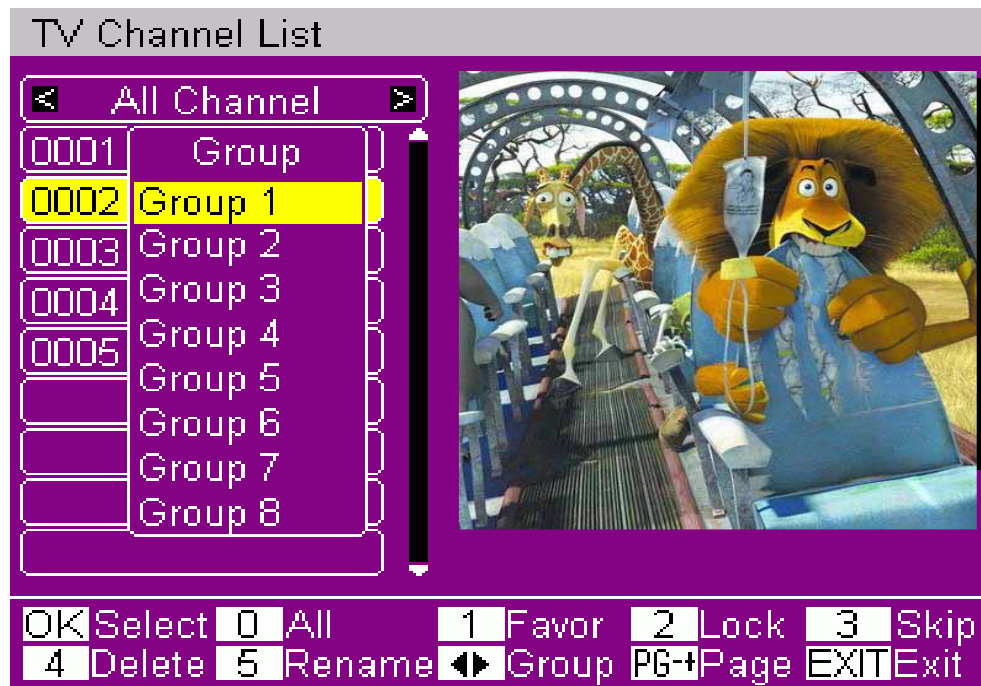 TV Channel List
< All Channel >
0001 Group
0002 Group 1
0003 Group 2
0004 Group 3
0005 Group 4
Group 5
Group 6
Group 7
Group 8
OK Select 0 All 1 Favor 2 Lock 3 Skip
4 Delete 5 Rename ◀▶ Group PG-+ Page EXIT Exit